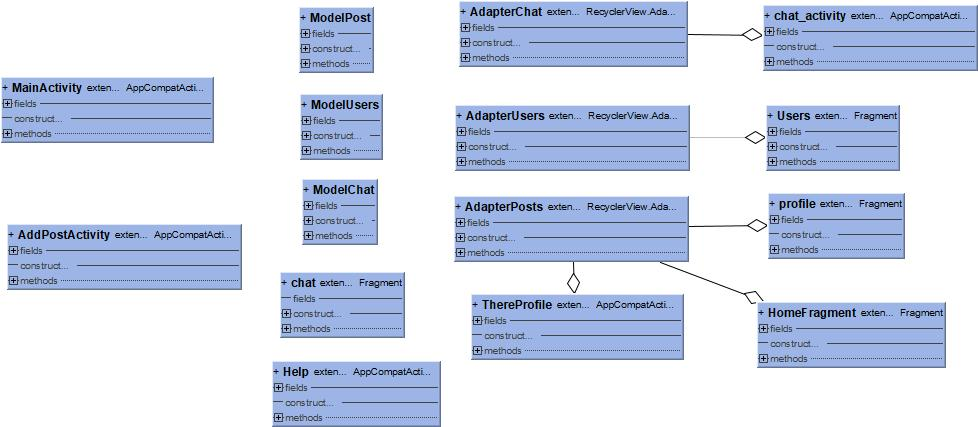 + ModelPost
fields
construct...
methods
+ AdapterChat exten... RecyclerView.Ada...
fields
construct...
methods
+ chat_activity exten... AppCompatActi...
fields
construct...
methods
+ MainActivity exten... AppCompatActi...
fields
construct...
methods
+ ModelUsers
fields
construct...
methods
+ AdapterUsers exten... RecyclerView.Ada...
fields
construct...
methods
+ Users exten... Fragment
fields
construct...
methods
+ ModelChat
fields
construct...
methods
+ AdapterPosts exten... RecyclerView.Ada...
fields
construct...
methods
+ profile exten... Fragment
fields
construct...
methods
+ AddPostActivity exten... AppCompatActi...
fields
construct...
methods
+ chat exten... Fragment
fields
construct...
methods
+ ThereProfile exten... AppCompatActi...
fields
construct...
methods
+ HomeFragment exten... Fragment
fields
construct...
methods
+ Help exten... AppCompatActi...
fields
construct...
methods